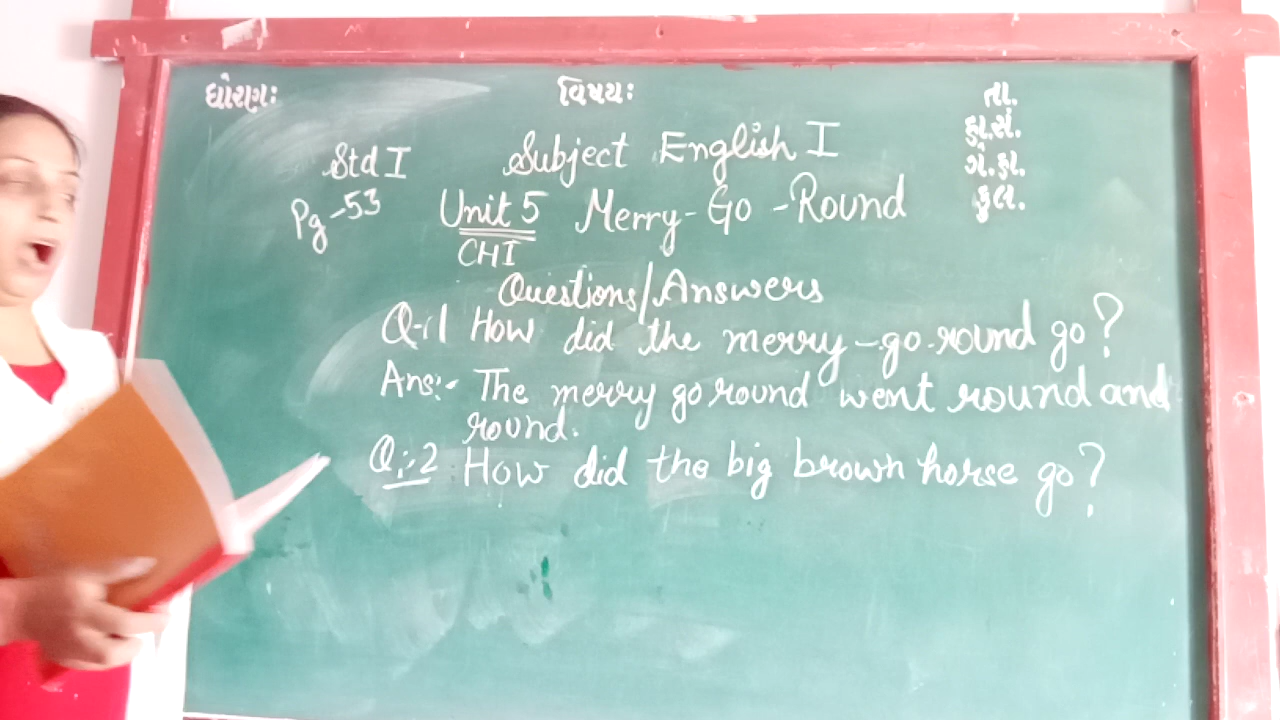 ધોરણ: વિષય: તા.
ક્રા.સં.
ગે.હા.
કુલ.
Std I Subject English I
Pg-53 Unit 5 Merry-Go-Round
CHI
Questions/Answers
Q-:1 How did the merry-go-round go?
Ans:- The merry go round went round and
round.
Q:-2 How did the big brown horse go?